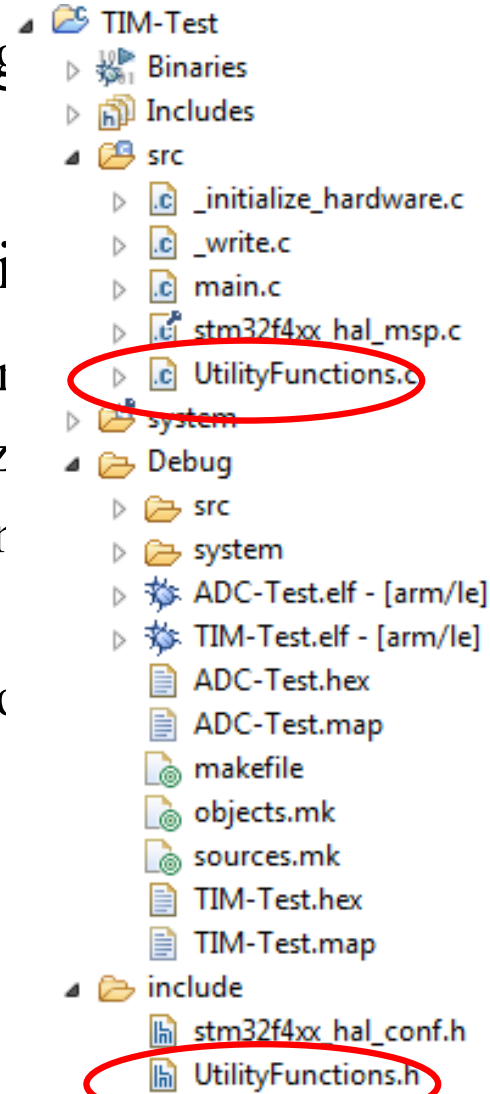 TIM-Test
Binaries
Includes
src
_initialize_hardware.c
_write.c
main.c
stm32f4xx_hal_msp.c
UtilityFunctions.c
system
Debug
src
system
ADC-Test.elf - [arm/le]
TIM-Test.elf - [arm/le]
ADC-Test.hex
ADC-Test.map
makefile
objects.mk
sources.mk
TIM-Test.hex
TIM-Test.map
include
stm32f4xx_hal_conf.h
UtilityFunctions.h